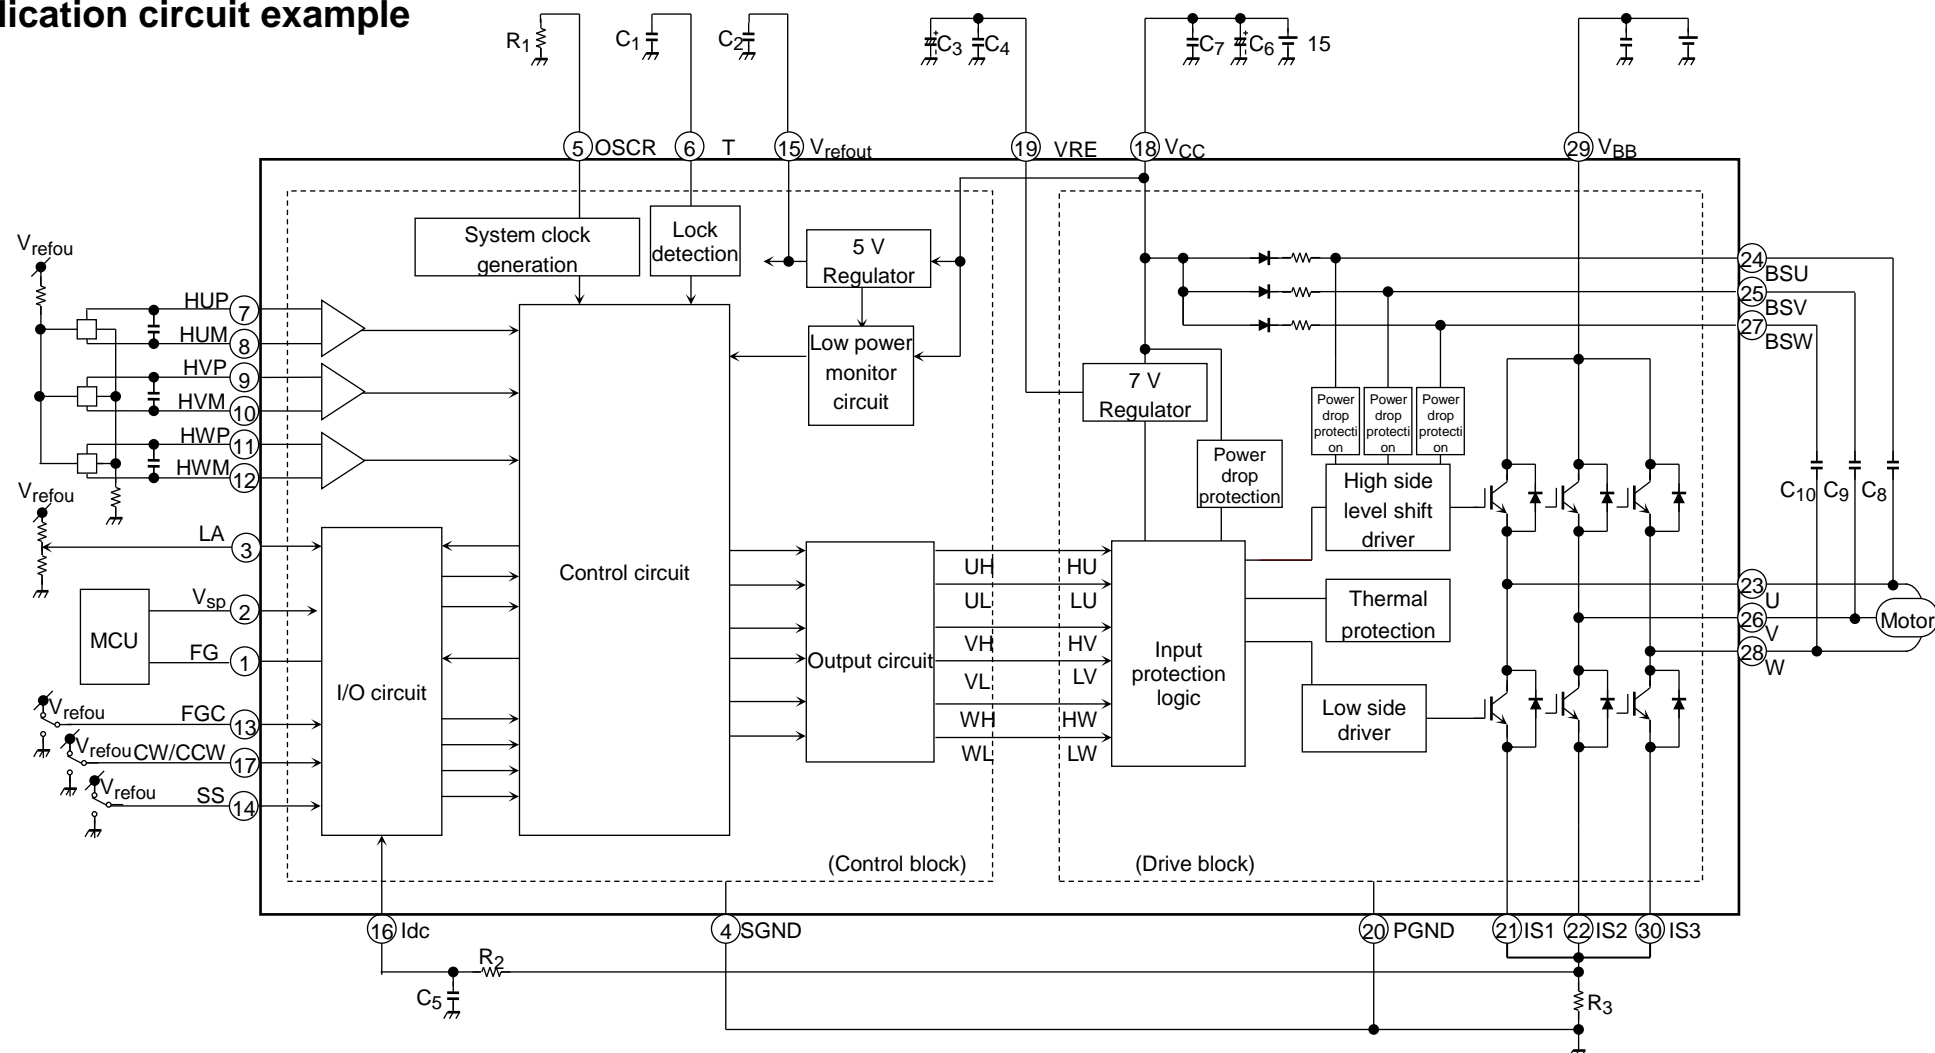 lication circuit example
R1
C1
C2
C3
C4
C7
C6
15
5
OSCR
6
T
15
Vrefout
19
VRE
18
VCC
29
VBB
System clock
generation
Lock
detection
5 V
Regulator
Low power
monitor
circuit
7 V
Regulator
Power
drop
protecti
on
Power
drop
protecti
on
Power
drop
protecti
on
Power
drop
protection
High side
level shift
driver
24
BSU
25
BSV
27
BSW
Vrefou
HUP
7
HUM
8
HVP
9
HVM
10
HWP
11
HWM
12
Vrefou
LA
3
MCU
Vsp
2
FG
1
Vrefou
FGC
13
Vrefou
CW/CCW
17
Vrefou
SS
14
I/O circuit
Control circuit
Output circuit
UH
UL
VH
VL
WH
WL
HU
LU
HV
LV
HW
LW
Input
protection
logic
Thermal
protection
Low side
driver
C10
C9
C8
23
U
26
V
28
W
Motor
(Control block)
(Drive block)
16
Idc
4
SGND
20
PGND
21
IS1
22
IS2
30
IS3
R2
C5
R3